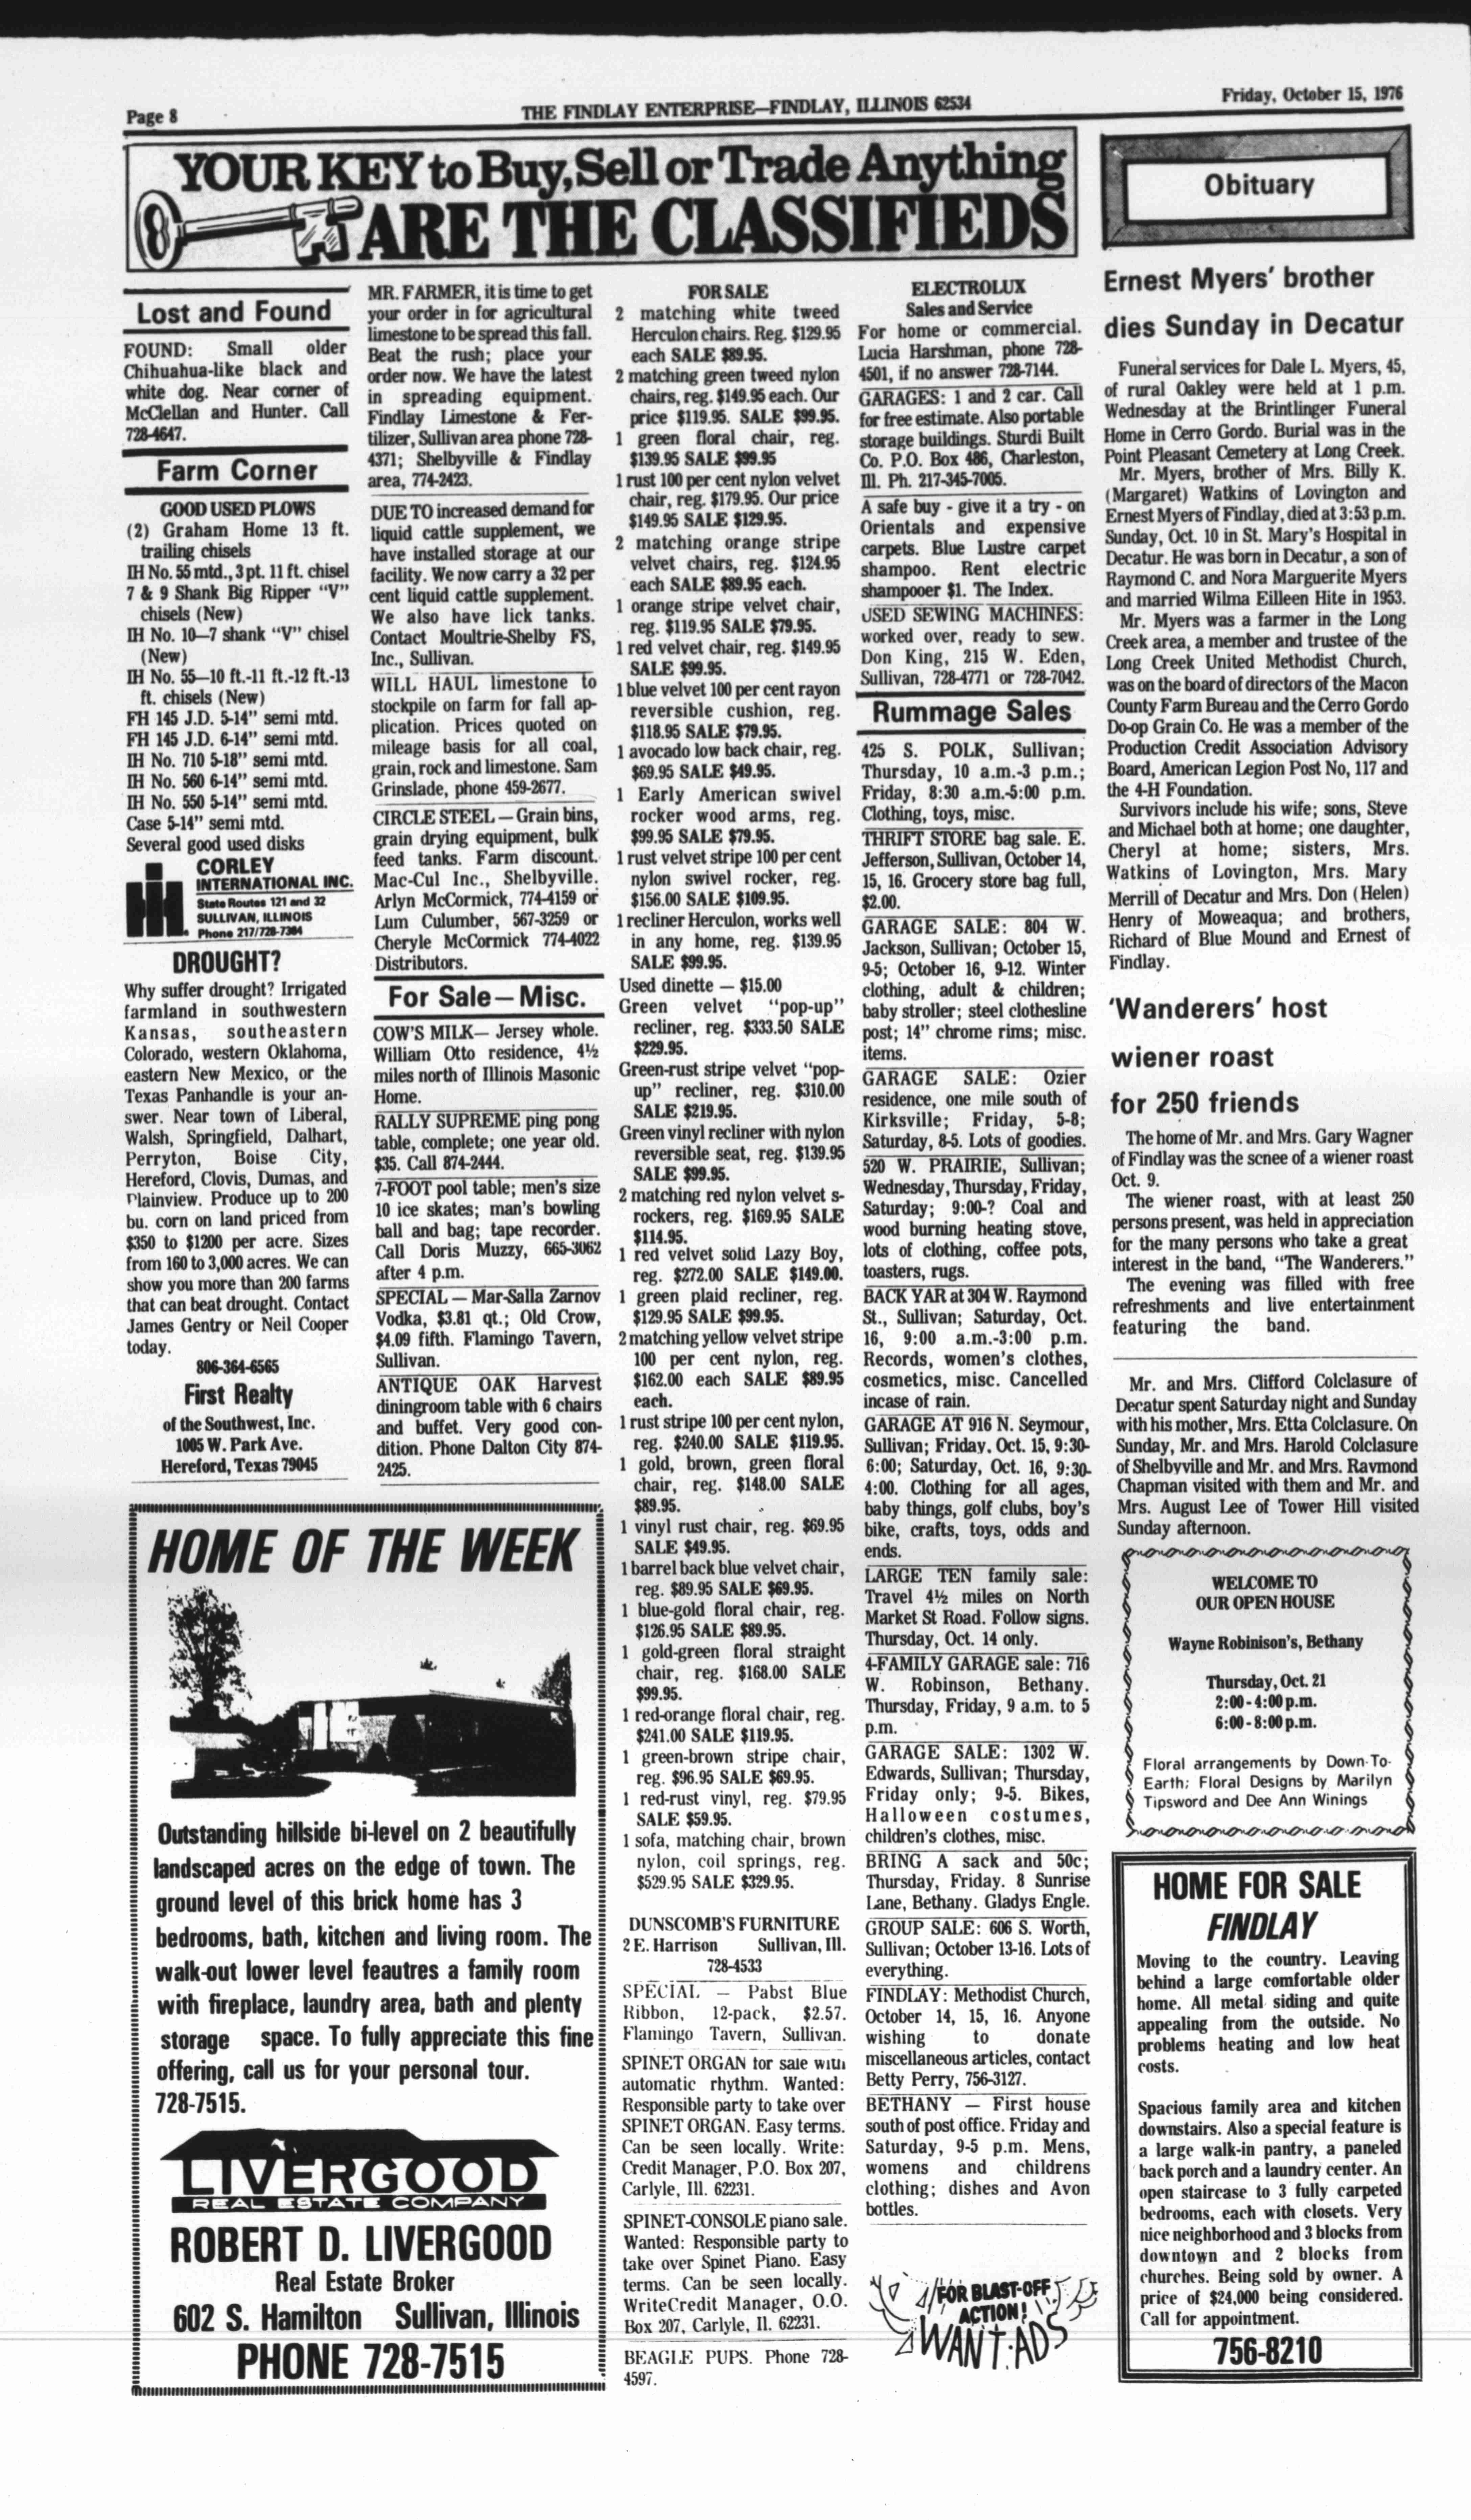 Page 8
THE FINDLAY ENTERPRISE—FINDLAY, ILLINOIS 62534
Friday, October 15, 1976
YOUR KEY to Buy, Sell or Trade Anything
ARE THE CLASSIFIEDS
Lost and Found
FOUND: Small older
Chihuahua-like black and
white dog. Near corner of
McClellan and Hunter. Call
728-4647.
Farm Corner
GOOD USED PLOWS
(2) Graham Home 13 ft.
trailing chisels
IH No. 55 mtd., 3 pt. 11 ft. chisel
7 & 9 Shank Big Ripper "V"
chisels (New)
IH No. 10—7 shank "V" chisel
(New)
IH No. 55—10 ft.-11 ft.-12 ft.-13
ft. chisels (New)
FH 145 J.D. 5-14" semi mtd.
FH 145 J.D. 6-14" semi mtd.
IH No. 710 5-18" semi mtd.
IH No. 560 6-14" semi mtd.
IH No. 550 5-14" semi mtd.
Case 5-14" semi mtd.
Several good used disks
CORLEY
INTERNATIONAL INC.
State Routes 121 and 32
SULLIVAN, ILLINOIS
Phone 217/728-7364
DROUGHT?
Why suffer drought? Irrigated
farmland in southwestern
Kansas, southeastern
Colorado, western Oklahoma,
eastern New Mexico, or the
Texas Panhandle is your an-
swer. Near town of Liberal,
Walsh, Springfield, Dalhart,
Perryton, Boise City,
Hereford, Clovis, Dumas, and
Plainview. Produce up to 200
bu. corn on land priced from
$350 to $1200 per acre. Sizes
from 160 to 3,000 acres. We can
show you more than 200 farms
that can beat drought. Contact
James Gentry or Neil Cooper
today.
806-364-6565
First Realty
of the Southwest, Inc.
1005 W. Park Ave.
Hereford, Texas 79045
MR. FARMER, it is time to get
your order in for agricultural
limestone to be spread this fall.
Beat the rush; place your
order now. We have the latest
in spreading equipment.
Findlay Limestone & Fer-
tilizer, Sullivan area phone 728-
4371; Shelbyville & Findlay
area, 774-2423.
DUE TO increased demand for
liquid cattle supplement, we
have installed storage at our
facility. We now carry a 32 per
cent liquid cattle supplement.
We also have lick tanks.
Contact Moultrie-Shelby FS,
Inc., Sullivan.
WILL HAUL limestone to
stockpile on farm for fall ap-
plication. Prices quoted on
mileage basis for all coal,
grain, rock and limestone. Sam
Grinslade, phone 459-2677.
CIRCLE STEEL — Grain bins,
grain drying equipment, bulk
feed tanks. Farm discount.
Mac-Cul Inc., Shelbyville.
Arlyn McCormick, 774-4159 or
Lum Culumber, 567-3259 or
Cheryle McCormick 774-4022
Distributors.
For Sale—Misc.
COW'S MILK— Jersey whole.
William Otto residence, 4½
miles north of Illinois Masonic
Home.
RALLY SUPREME ping pong
table, complete; one year old.
$35. Call 874-2444.
7-FOOT pool table; men's size
10 ice skates; man's bowling
ball and bag; tape recorder.
Call Doris Muzzy, 665-3062
after 4 p.m.
SPECIAL — Mar-Salla Zarnov
Vodka, $3.81 qt.; Old Crow,
$4.09 fifth. Flamingo Tavern,
Sullivan.
ANTIQUE OAK Harvest
diningroom table with 6 chairs
and buffet. Very good con-
dition. Phone Dalton City 874-
2425.
HOME OF THE WEEK
Outstanding hillside bi-level on 2 beautifully
landscaped acres on the edge of town. The
ground level of this brick home has 3
bedrooms, bath, kitchen and living room. The
walk-out lower level feautres a family room
with fireplace, laundry area, bath and plenty
storage space. To fully appreciate this fine
offering, call us for your personal tour.
728-7515.
LIVERGOOD
REAL ESTATE COMPANY
ROBERT D. LIVERGOOD
Real Estate Broker
602 S. Hamilton Sullivan, Illinois
PHONE 728-7515
FOR SALE
2 matching white tweed
Herculon chairs. Reg. $129.95
each SALE $89.95.
2 matching green tweed nylon
chairs, reg. $149.95 each. Our
price $119.95. SALE $99.95.
1 green floral chair, reg.
$139.95 SALE $99.95
1 rust 100 per cent nylon velvet
chair, reg. $179.95. Our price
$149.95 SALE $129.95.
2 matching orange stripe
velvet chairs, reg. $124.95
each SALE $89.95 each.
1 orange stripe velvet chair,
reg. $119.95 SALE $79.95.
1 red velvet chair, reg. $149.95
SALE $99.95.
1 blue velvet 100 per cent rayon
reversible cushion, reg.
$118.95 SALE $79.95.
1 avocado low back chair, reg.
$69.95 SALE $49.95.
1 Early American swivel
rocker wood arms, reg.
$99.95 SALE $79.95.
1 rust velvet stripe 100 per cent
nylon swivel rocker, reg.
$156.00 SALE $109.95.
1 recliner Herculon, works well
in any home, reg. $139.95
SALE $99.95.
Used dinette — $15.00
Green velvet "pop-up"
recliner, reg. $333.50 SALE
$229.95.
Green-rust stripe velvet "pop-
up" recliner, reg. $310.00
SALE $219.95.
Green vinyl recliner with nylon
reversible seat, reg. $139.95
SALE $99.95.
2 matching red nylon velvet s-
rockers, reg. $169.95 SALE
$114.95.
1 red velvet solid Lazy Boy,
reg. $272.00 SALE $149.00.
1 green plaid recliner, reg.
$129.95 SALE $99.95.
2 matching yellow velvet stripe
100 per cent nylon, reg.
$162.00 each SALE $89.95
each.
1 rust stripe 100 per cent nylon,
reg. $240.00 SALE $119.95.
1 gold, brown, green floral
chair, reg. $148.00 SALE
$89.95.
1 vinyl rust chair, reg. $69.95
SALE $49.95.
1 barrel back blue velvet chair,
reg. $89.95 SALE $69.95.
1 blue-gold floral chair, reg.
$126.95 SALE $89.95.
1 gold-green floral straight
chair, reg. $168.00 SALE
$99.95.
1 red-orange floral chair, reg.
$241.00 SALE $119.95.
1 green-brown stripe chair,
reg. $96.95 SALE $69.95.
1 red-rust vinyl, reg. $79.95
SALE $59.95.
1 sofa, matching chair, brown
nylon, coil springs, reg.
$529.95 SALE $329.95.
DUNSCOMB'S FURNITURE
2 E. Harrison Sullivan, Ill.
728-4533
SPECIAL — Pabst Blue
Ribbon, 12-pack, $2.57.
Flamingo Tavern, Sullivan.
SPINET ORGAN for sale with
automatic rhythm. Wanted:
Responsible party to take over
SPINET ORGAN. Easy terms.
Can be seen locally. Write:
Credit Manager, P.O. Box 207,
Carlyle, Ill. 62231.
SPINET-CONSOLE piano sale.
Wanted: Responsible party to
take over Spinet Piano. Easy
terms. Can be seen locally.
WriteCredit Manager, O.O.
Box 207, Carlyle, Il. 62231.
BEAGLE PUPS. Phone 728-
4597.
ELECTROLUX
Sales and Service
For home or commercial.
Lucia Harshman, phone 728-
4501, if no answer 728-7144.
GARAGES: 1 and 2 car. Call
for free estimate. Also portable
storage buildings. Sturdi Built
Co. P.O. Box 486, Charleston,
Ill. Ph. 217-345-7005.
A safe buy - give it a try - on
Orientals and expensive
carpets. Blue Lustre carpet
shampoo. Rent electric
shampooer $1. The Index.
USED SEWING MACHINES:
worked over, ready to sew.
Don King, 215 W. Eden,
Sullivan, 728-4771 or 728-7042.
Rummage Sales
425 S. POLK, Sullivan;
Thursday, 10 a.m.-3 p.m.;
Friday, 8:30 a.m.-5:00 p.m.
Clothing, toys, misc.
THRIFT STORE bag sale. E.
Jefferson, Sullivan, October 14,
15, 16. Grocery store bag full,
$2.00.
GARAGE SALE: 804 W.
Jackson, Sullivan; October 15,
9-5; October 16, 9-12. Winter
clothing, adult & children;
baby stroller; steel clothesline
post; 14" chrome rims; misc.
items.
GARAGE SALE: Ozier
residence, one mile south of
Kirksville; Friday, 5-8;
Saturday, 8-5. Lots of goodies.
520 W. PRAIRIE, Sullivan;
Wednesday, Thursday, Friday,
Saturday; 9:00-? Coal and
wood burning heating stove,
lots of clothing, coffee pots,
toasters, rugs.
BACK YAR at 304 W. Raymond
St., Sullivan; Saturday, Oct.
16, 9:00 a.m.-3:00 p.m.
Records, women's clothes,
cosmetics, misc. Cancelled
incase of rain.
GARAGE AT 916 N. Seymour,
Sullivan; Friday, Oct. 15, 9:30-
6:00; Saturday, Oct. 16, 9:30-
4:00. Clothing for all ages,
baby things, golf clubs, boy's
bike, crafts, toys, odds and
ends.
LARGE TEN family sale:
Travel 4½ miles on North
Market St Road. Follow signs.
Thursday, Oct. 14 only.
4-FAMILY GARAGE sale: 716
W. Robinson, Bethany.
Thursday, Friday, 9 a.m. to 5
p.m.
GARAGE SALE: 1302 W.
Edwards, Sullivan; Thursday,
Friday only; 9-5. Bikes,
Halloween costumes,
children's clothes, misc.
BRING A sack and 50c;
Thursday, Friday. 8 Sunrise
Lane, Bethany. Gladys Engle.
GROUP SALE: 606 S. Worth,
Sullivan; October 13-16. Lots of
everything.
FINDLAY: Methodist Church,
October 14, 15, 16. Anyone
wishing to donate
miscellaneous articles, contact
Betty Perry, 756-3127.
BETHANY — First house
south of post office. Friday and
Saturday, 9-5 p.m. Mens,
womens and childrens
clothing; dishes and Avon
bottles.
FOR BLAST-OFF
ACTION!
WANT-ADS
Obituary
Ernest Myers' brother
dies Sunday in Decatur
Funeral services for Dale L. Myers, 45,
of rural Oakley were held at 1 p.m.
Wednesday at the Brintlinger Funeral
Home in Cerro Gordo. Burial was in the
Point Pleasant Cemetery at Long Creek.
Mr. Myers, brother of Mrs. Billy K.
(Margaret) Watkins of Lovington and
Ernest Myers of Findlay, died at 3:53 p.m.
Sunday, Oct. 10 in St. Mary's Hospital in
Decatur. He was born in Decatur, a son of
Raymond C. and Nora Marguerite Myers
and married Wilma Eilleen Hite in 1953.
Mr. Myers was a farmer in the Long
Creek area, a member and trustee of the
Long Creek United Methodist Church,
was on the board of directors of the Macon
County Farm Bureau and the Cerro Gordo
Do-op Grain Co. He was a member of the
Production Credit Association Advisory
Board, American Legion Post No, 117 and
the 4-H Foundation.
Survivors include his wife; sons, Steve
and Michael both at home; one daughter,
Cheryl at home; sisters, Mrs.
Watkins of Lovington, Mrs. Mary
Merrill of Decatur and Mrs. Don (Helen)
Henry of Moweaqua; and brothers,
Richard of Blue Mound and Ernest of
Findlay.
'Wanderers' host
wiener roast
for 250 friends
The home of Mr. and Mrs. Gary Wagner
of Findlay was the scnee of a wiener roast
Oct. 9.
The wiener roast, with at least 250
persons present, was held in appreciation
for the many persons who take a great
interest in the band, "The Wanderers."
The evening was filled with free
refreshments and live entertainment
featuring the band.
Mr. and Mrs. Clifford Colclasure of
Decatur spent Saturday night and Sunday
with his mother, Mrs. Etta Colclasure. On
Sunday, Mr. and Mrs. Harold Colclasure
of Shelbyville and Mr. and Mrs. Raymond
Chapman visited with them and Mr. and
Mrs. August Lee of Tower Hill visited
Sunday afternoon.
WELCOME TO
OUR OPEN HOUSE
Wayne Robinison's, Bethany
Thursday, Oct. 21
2:00 - 4:00 p.m.
6:00 - 8:00 p.m.
Floral arrangements by Down-To-
Earth; Floral Designs by Marilyn
Tipsword and Dee Ann Winings
HOME FOR SALE
FINDLAY
Moving to the country. Leaving
behind a large comfortable older
home. All metal siding and quite
appealing from the outside. No
problems heating and low heat
costs.
Spacious family area and kitchen
downstairs. Also a special feature is
a large walk-in pantry, a paneled
back porch and a laundry center. An
open staircase to 3 fully carpeted
bedrooms, each with closets. Very
nice neighborhood and 3 blocks from
downtown and 2 blocks from
churches. Being sold by owner. A
price of $24,000 being considered.
Call for appointment.
756-8210